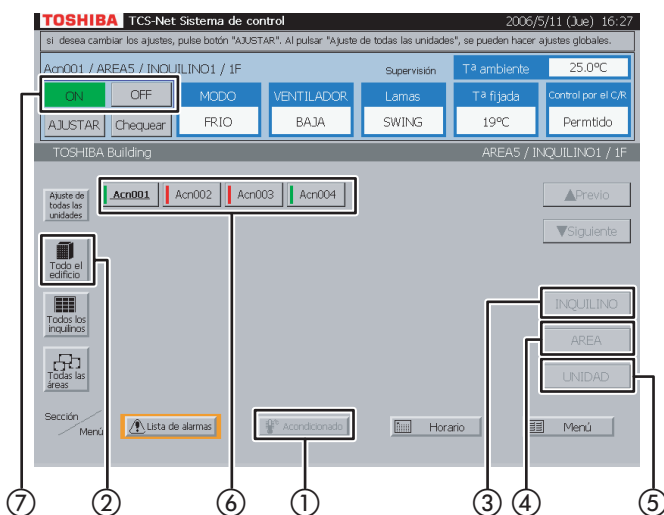 TOSHIBA TCS-Net Sistema de control 2006/5/11 (Jue) 16:27
si desea cambiar los ajustes, pulse botón "AJUSTAR". Al pulsar "Ajuste de todas las unidades", se pueden hacer ajustes globales.
Acn001 / AREA5 / INQUILINO1 / 1F Supervisión Tª ambiente 25.0ºC
ON OFF MODO VENTILADOR Lamas Tª fijada Control por el C/R
AJUSTAR Chequear FRIO BAJA SWING 19ºC Permtido
TOSHIBA Building AREA5 / INQUILINO1 / 1F
Ajuste de
todas las
unidades
Acn001 Acn002 Acn003 Acn004
▲Previo
▼Siguiente
Todo el
edificio
Todos los
inquilinos
INQUILINO
AREA
Todas las
áreas
UNIDAD
Sección
Menú
Lista de alarmas Acondicionado Horario Menú
⑦ ② ⑥ ① ③ ④ ⑤